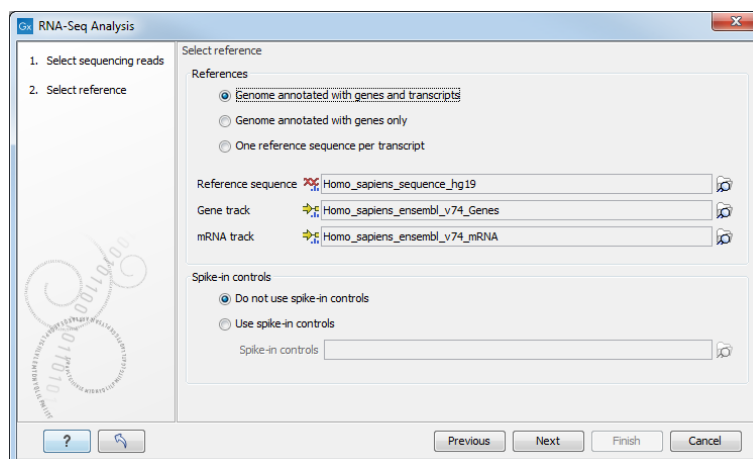 Gx RNA-Seq Analysis
1. Select sequencing reads
2. Select reference
Select reference
References
Genome annotated with genes and transcripts
Genome annotated with genes only
One reference sequence per transcript
Reference sequence Homo_sapiens_sequence_hg19
Gene track Homo_sapiens_ensembl_v74_Genes
mRNA track Homo_sapiens_ensembl_v74_mRNA
Spike-in controls
Do not use spike-in controls
Use spike-in controls
Spike-in controls
? Previous Next Finish Cancel